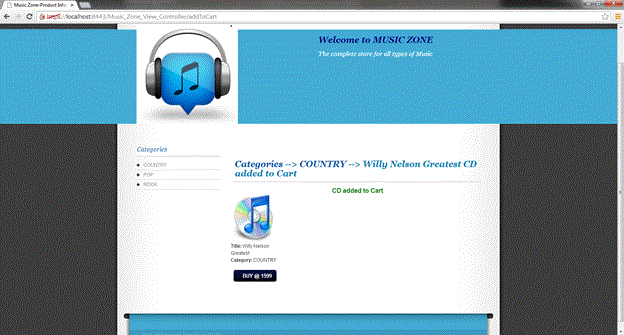 Music Zone-Product Info
https://localhost:8443/Music_Zone_View_Controller/addToCart
Welcome to MUSIC ZONE
The complete store for all types of Music
Categories
COUNTRY
POP
ROCK
Categories --> COUNTRY --> Willy Nelson Greatest CD
added to Cart
CD added to Cart
Title: Willy Nelson
Greatest
Category: COUNTRY
BUY @ 1599